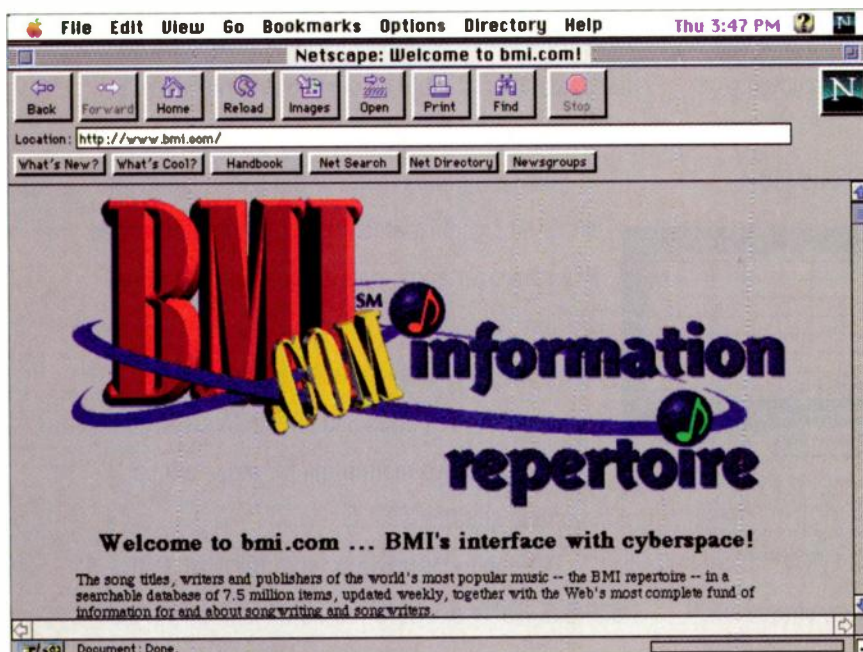 File Edit View Go Bookmarks Options Directory Help Thu 3:47 PM
Netscape: Welcome to bmi.com!
Back Forward Home Reload Images Open Print Find Stop
N
Location: http://www.bmi.com/
What's New? What's Cool? Handbook Net Search Net Directory Newsgroups
BMI
SM
.COM
information
repertoire
Welcome to bmi.com ... BMI's interface with cyberspace!
The song titles, writers and publishers of the world's most popular music -- the BMI repertoire -- in a
searchable database of 7.5 million items, updated weekly, together with the Web's most complete fund of
information for and about songwriting and songwriters.
Document: Done.